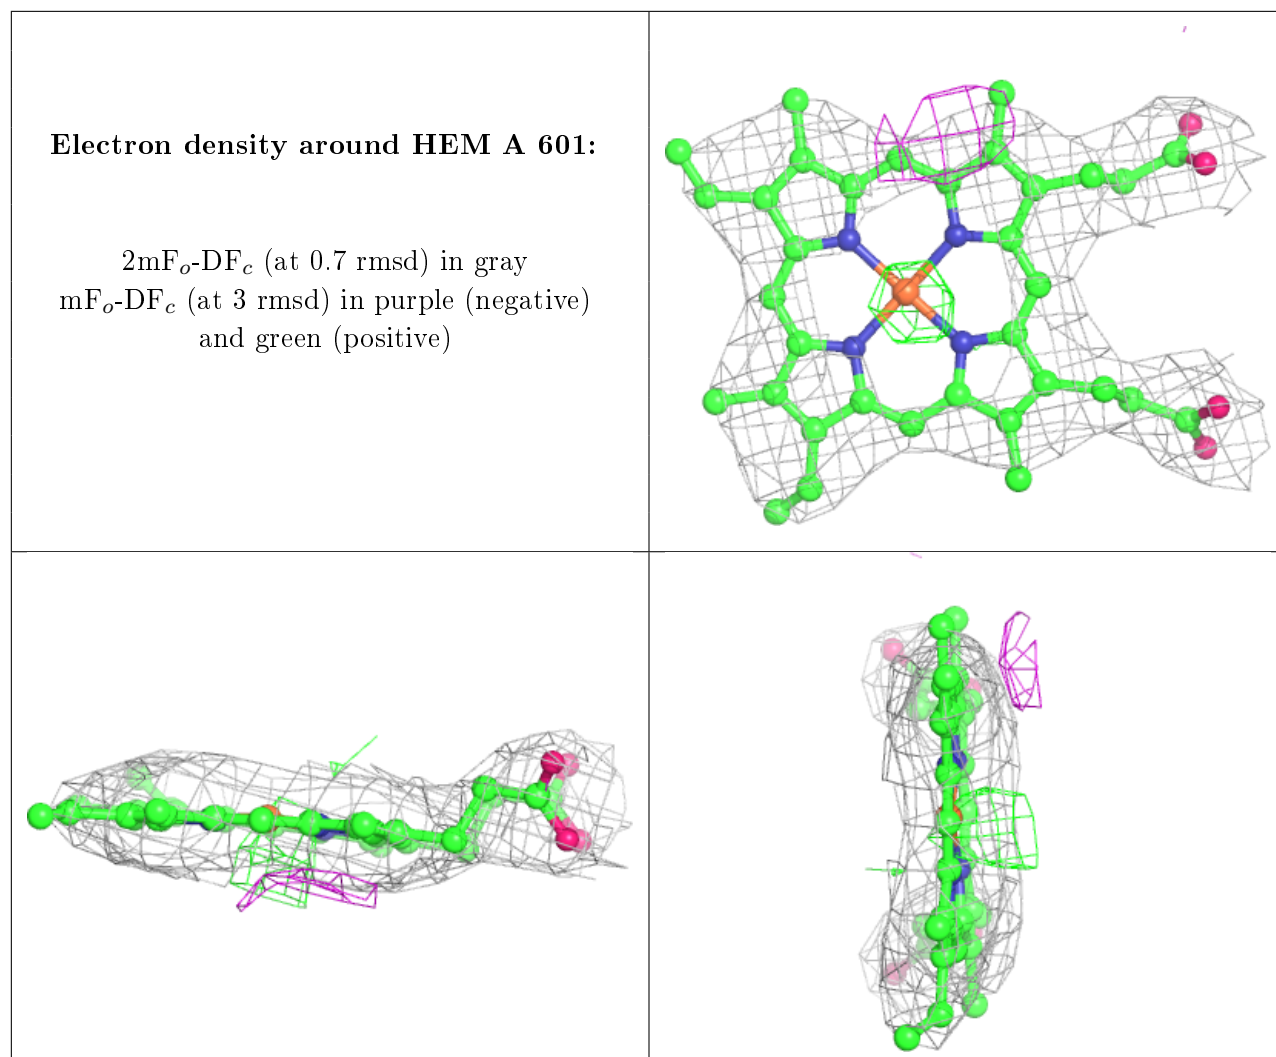 Electron density around HEM A 601:
2mFₒ-DF𝒸 (at 0.7 rmsd) in gray
mFₒ-DF𝒸 (at 3 rmsd) in purple (negative)
and green (positive)